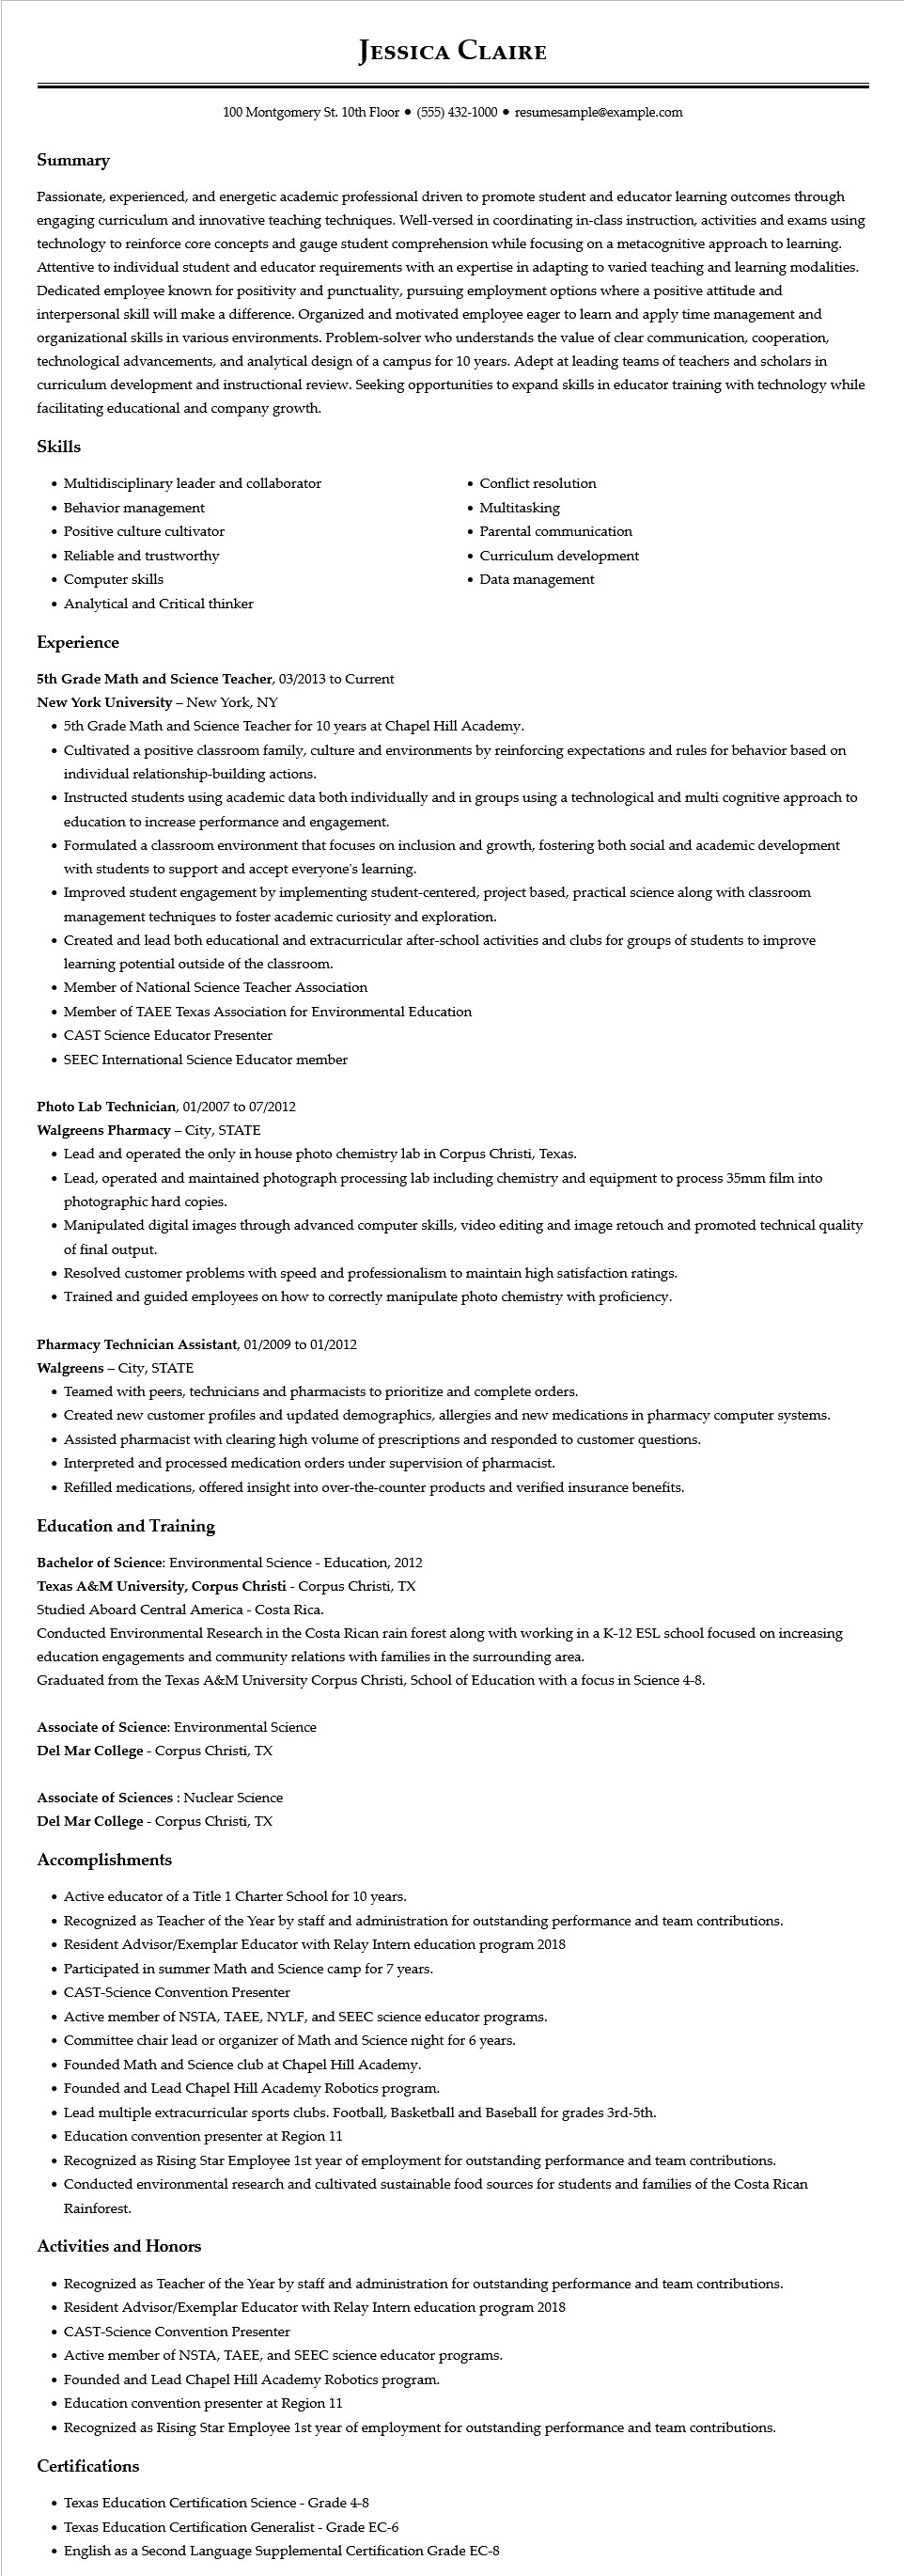 Jessica Claire
100 Montgomery St. 10th Floor ● (555) 432-1000 ● resumesample@example.com
Summary
Passionate, experienced, and energetic academic professional driven to promote student and educator learning outcomes through
engaging curriculum and innovative teaching techniques. Well-versed in coordinating in-class instruction, activities and exams using
technology to reinforce core concepts and gauge student comprehension while focusing on a metacognitive approach to learning.
Attentive to individual student and educator requirements with an expertise in adapting to varied teaching and learning modalities.
Dedicated employee known for positivity and punctuality, pursuing employment options where a positive attitude and
interpersonal skill will make a difference. Organized and motivated employee eager to learn and apply time management and
organizational skills in various environments. Problem-solver who understands the value of clear communication, cooperation,
technological advancements, and analytical design of a campus for 10 years. Adept at leading teams of teachers and scholars in
curriculum development and instructional review. Seeking opportunities to expand skills in educator training with technology while
facilitating educational and company growth.
Skills
• Multidisciplinary leader and collaborator
• Behavior management
• Positive culture cultivator
• Reliable and trustworthy
• Computer skills
• Analytical and Critical thinker
• Conflict resolution
• Multitasking
• Parental communication
• Curriculum development
• Data management
Experience
5th Grade Math and Science Teacher, 03/2013 to Current
New York University – New York, NY
• 5th Grade Math and Science Teacher for 10 years at Chapel Hill Academy.
• Cultivated a positive classroom family, culture and environments by reinforcing expectations and rules for behavior based on
individual relationship-building actions.
• Instructed students using academic data both individually and in groups using a technological and multi cognitive approach to
education to increase performance and engagement.
• Formulated a classroom environment that focuses on inclusion and growth, fostering both social and academic development
with students to support and accept everyone's learning.
• Improved student engagement by implementing student-centered, project based, practical science along with classroom
management techniques to foster academic curiosity and exploration.
• Created and lead both educational and extracurricular after-school activities and clubs for groups of students to improve
learning potential outside of the classroom.
• Member of National Science Teacher Association
• Member of TAEE Texas Association for Environmental Education
• CAST Science Educator Presenter
• SEEC International Science Educator member
Photo Lab Technician, 01/2007 to 07/2012
Walgreens Pharmacy – City, STATE
• Lead and operated the only in house photo chemistry lab in Corpus Christi, Texas.
• Lead, operated and maintained photograph processing lab including chemistry and equipment to process 35mm film into
photographic hard copies.
• Manipulated digital images through advanced computer skills, video editing and image retouch and promoted technical quality
of final output.
• Resolved customer problems with speed and professionalism to maintain high satisfaction ratings.
• Trained and guided employees on how to correctly manipulate photo chemistry with proficiency.
Pharmacy Technician Assistant, 01/2009 to 01/2012
Walgreens – City, STATE
• Teamed with peers, technicians and pharmacists to prioritize and complete orders.
• Created new customer profiles and updated demographics, allergies and new medications in pharmacy computer systems.
• Assisted pharmacist with clearing high volume of prescriptions and responded to customer questions.
• Interpreted and processed medication orders under supervision of pharmacist.
• Refilled medications, offered insight into over-the-counter products and verified insurance benefits.
Education and Training
Bachelor of Science: Environmental Science - Education, 2012
Texas A&M University, Corpus Christi - Corpus Christi, TX
Studied Aboard Central America - Costa Rica.
Conducted Environmental Research in the Costa Rican rain forest along with working in a K-12 ESL school focused on increasing
education engagements and community relations with families in the surrounding area.
Graduated from the Texas A&M University Corpus Christi, School of Education with a focus in Science 4-8.
Associate of Science: Environmental Science
Del Mar College - Corpus Christi, TX
Associate of Sciences : Nuclear Science
Del Mar College - Corpus Christi, TX
Accomplishments
• Active educator of a Title 1 Charter School for 10 years.
• Recognized as Teacher of the Year by staff and administration for outstanding performance and team contributions.
• Resident Advisor/Exemplar Educator with Relay Intern education program 2018
• Participated in summer Math and Science camp for 7 years.
• CAST-Science Convention Presenter
• Active member of NSTA, TAEE, NYLF, and SEEC science educator programs.
• Committee chair lead or organizer of Math and Science night for 6 years.
• Founded Math and Science club at Chapel Hill Academy.
• Founded and Lead Chapel Hill Academy Robotics program.
• Lead multiple extracurricular sports clubs. Football, Basketball and Baseball for grades 3rd-5th.
• Education convention presenter at Region 11
• Recognized as Rising Star Employee 1st year of employment for outstanding performance and team contributions.
• Conducted environmental research and cultivated sustainable food sources for students and families of the Costa Rican
Rainforest.
Activities and Honors
• Recognized as Teacher of the Year by staff and administration for outstanding performance and team contributions.
• Resident Advisor/Exemplar Educator with Relay Intern education program 2018
• CAST-Science Convention Presenter
• Active member of NSTA, TAEE, and SEEC science educator programs.
• Founded and Lead Chapel Hill Academy Robotics program.
• Education convention presenter at Region 11
• Recognized as Rising Star Employee 1st year of employment for outstanding performance and team contributions.
Certifications
• Texas Education Certification Science - Grade 4-8
• Texas Education Certification Generalist - Grade EC-6
• English as a Second Language Supplemental Certification Grade EC-8